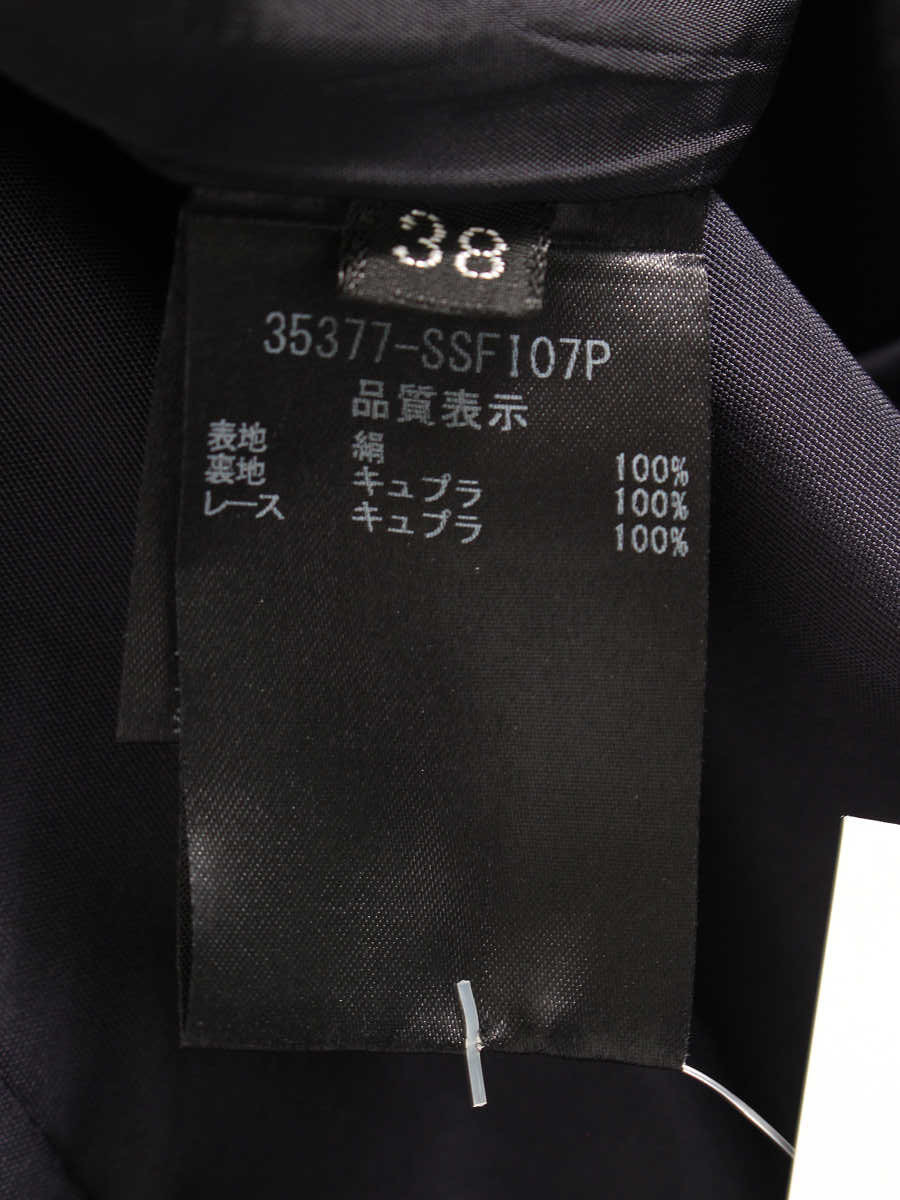 38
35377-SSFI07P
品質表示
表地 絹 100%
裏地 キュプラ 100%
レース キュプラ 100%